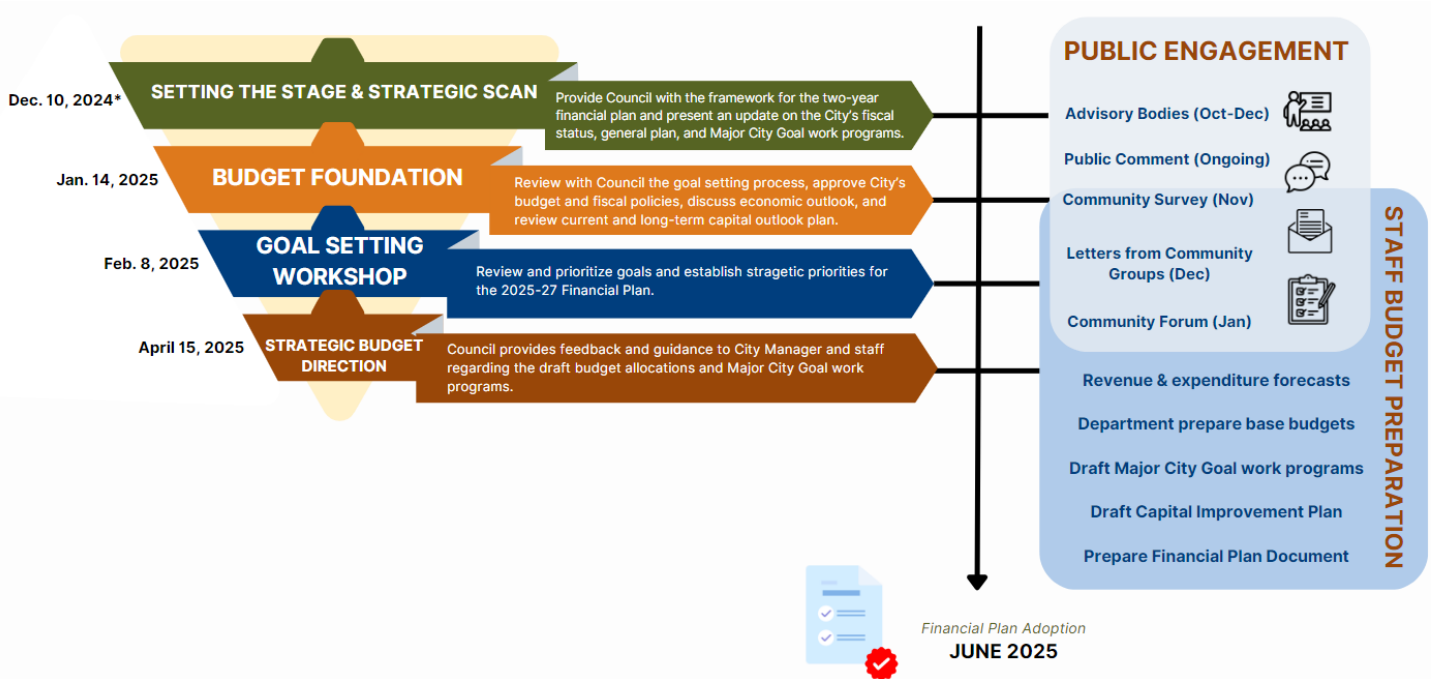 Dec. 10, 2024*
SETTING THE STAGE & STRATEGIC SCAN
Provide Council with the framework for the two-year
financial plan and present an update on the City's fiscal
status, general plan, and Major City Goal work programs.
Jan. 14, 2025
BUDGET FOUNDATION
Review with Council the goal setting process, approve City's
budget and fiscal policies, discuss economic outlook, and
review current and long-term capital outlook plan.
Feb. 8, 2025
GOAL SETTING
WORKSHOP
Review and prioritize goals and establish stragetic priorities for
the 2025-27 Financial Plan.
April 15, 2025
STRATEGIC BUDGET
DIRECTION
Council provides feedback and guidance to City Manager and staff
regarding the draft budget allocations and Major City Goal work
programs.
PUBLIC ENGAGEMENT
Advisory Bodies (Oct-Dec)
Public Comment (Ongoing)
Community Survey (Nov)
Letters from Community
Groups (Dec)
Community Forum (Jan)
STAFF BUDGET PREPARATION
Revenue & expenditure forecasts
Department prepare base budgets
Draft Major City Goal work programs
Draft Capital Improvement Plan
Prepare Financial Plan Document
Financial Plan Adoption
JUNE 2025